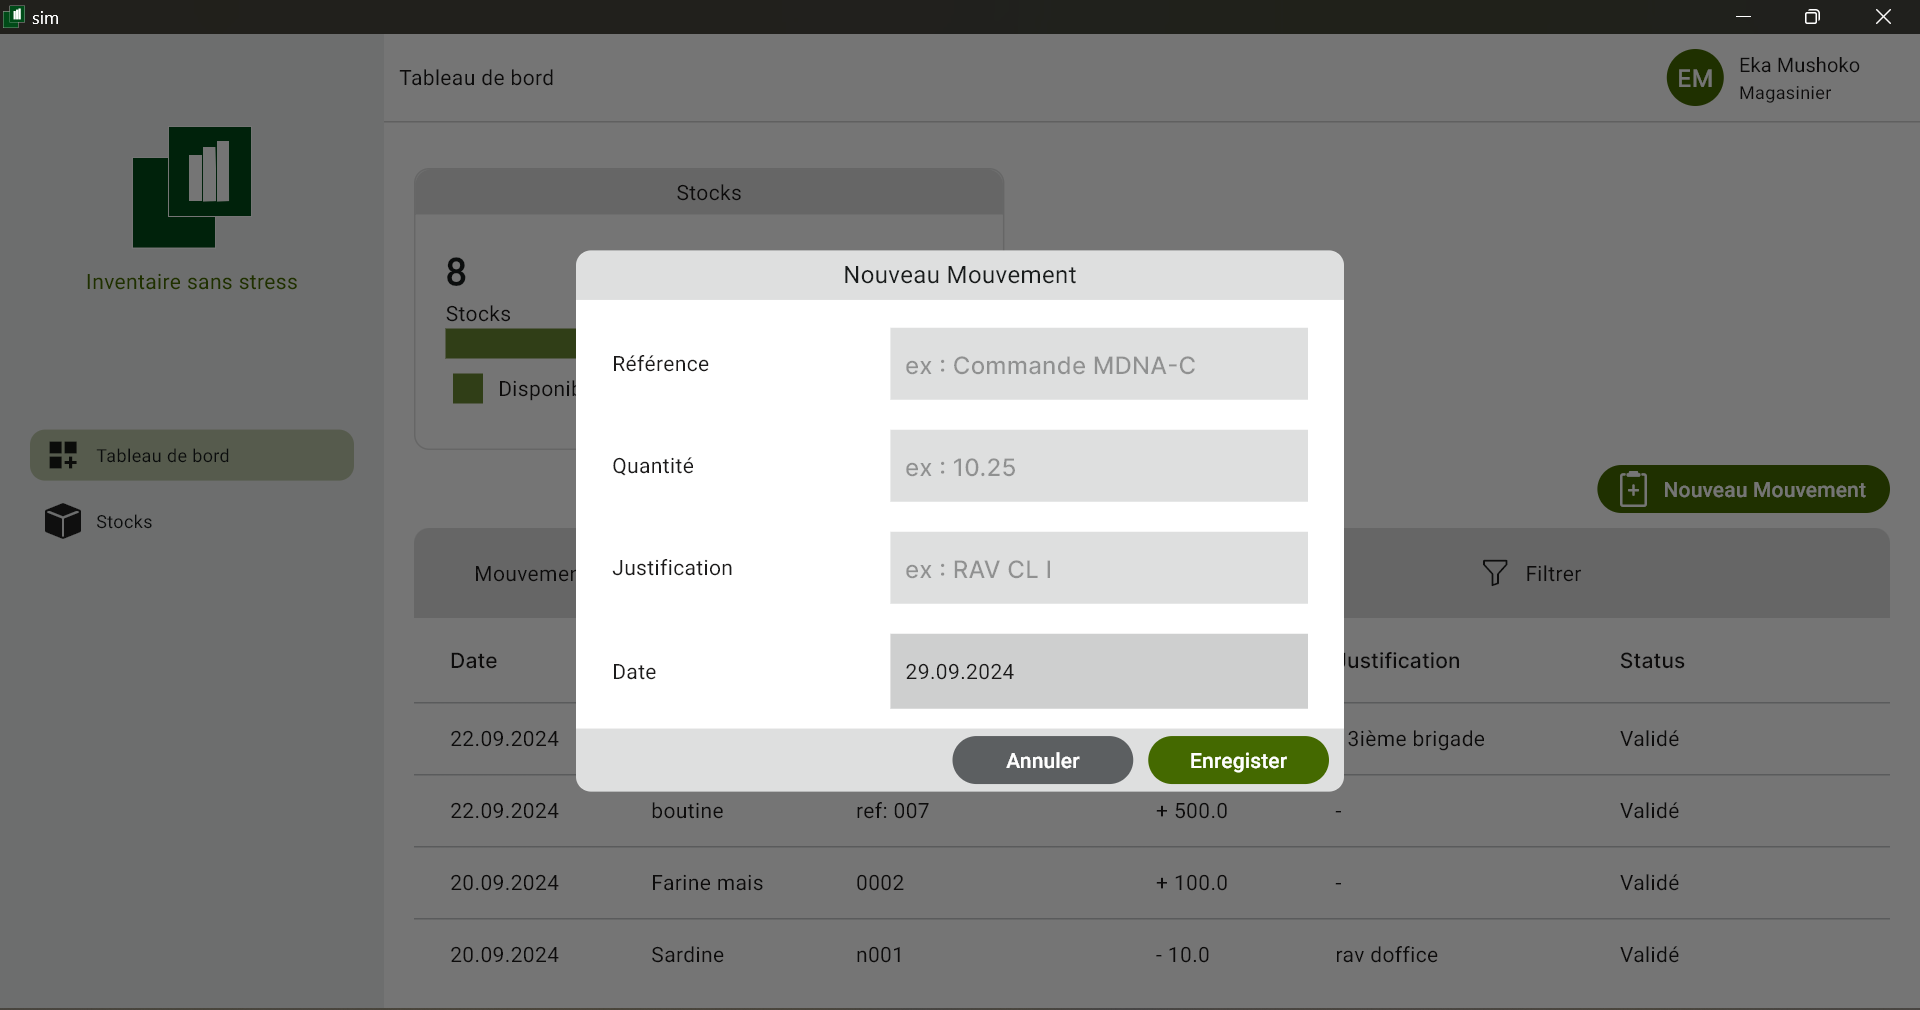 sim
Tableau de bord
EM
Eka Mushoko
Magasinier
Inventaire sans stress
Tableau de bord
Stocks
Stocks
8
Stocks
Disponib
Nouveau Mouvement
Référence
ex : Commande MDNA-C
Quantité
ex : 10.25
Justification
ex : RAV CL I
Date
29.09.2024
Annuler
Enregister
Nouveau Mouvement
Mouvemen
Filtrer
Date
Justification
Status
22.09.2024
3ième brigade
Validé
22.09.2024 boutine ref: 007 + 500.0 - Validé
20.09.2024 Farine mais 0002 + 100.0 - Validé
20.09.2024 Sardine n001 - 10.0 rav doffice Validé